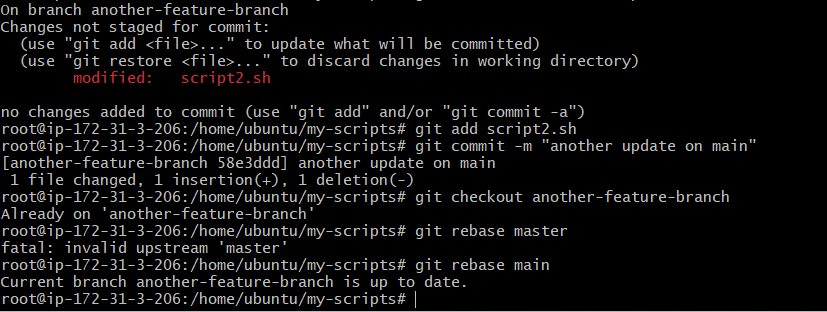 On branch another-feature-branch
Changes not staged for commit:
  (use "git add <file>..." to update what will be committed)
  (use "git restore <file>..." to discard changes in working directory)
        modified:   script2.sh

no changes added to commit (use "git add" and/or "git commit -a")
root@ip-172-31-3-206:/home/ubuntu/my-scripts# git add script2.sh
root@ip-172-31-3-206:/home/ubuntu/my-scripts# git commit -m "another update on main"
[another-feature-branch 58e3ddd] another update on main
 1 file changed, 1 insertion(+), 1 deletion(-)
root@ip-172-31-3-206:/home/ubuntu/my-scripts# git checkout another-feature-branch
Already on 'another-feature-branch'
root@ip-172-31-3-206:/home/ubuntu/my-scripts# git rebase master
fatal: invalid upstream 'master'
root@ip-172-31-3-206:/home/ubuntu/my-scripts# git rebase main
Current branch another-feature-branch is up to date.
root@ip-172-31-3-206:/home/ubuntu/my-scripts#